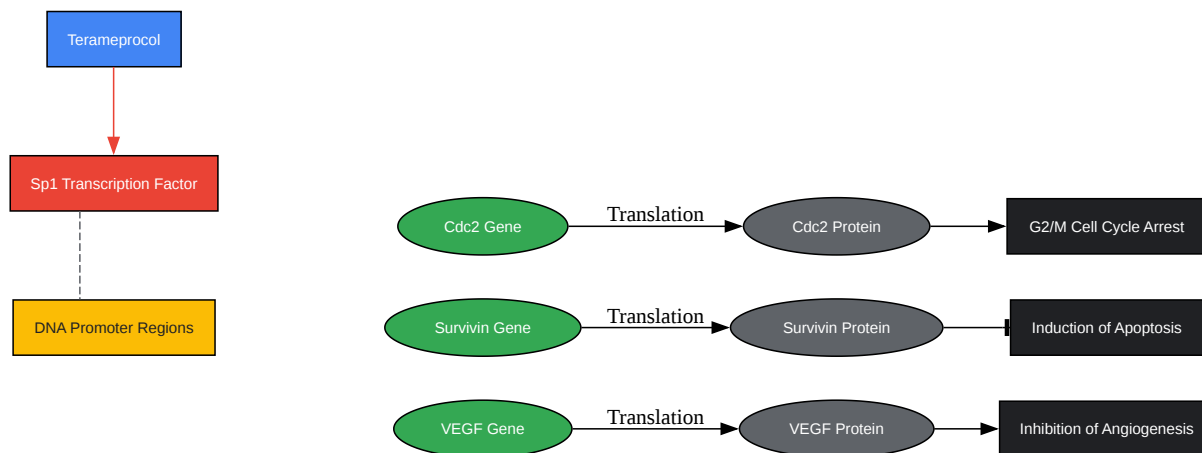 Terameprocol
Sp1 Transcription Factor
DNA Promoter Regions
Cdc2 Gene
Translation
Cdc2 Protein
G2/M Cell Cycle Arrest
Survivin Gene
Translation
Survivin Protein
Induction of Apoptosis
VEGF Gene
Translation
VEGF Protein
Inhibition of Angiogenesis